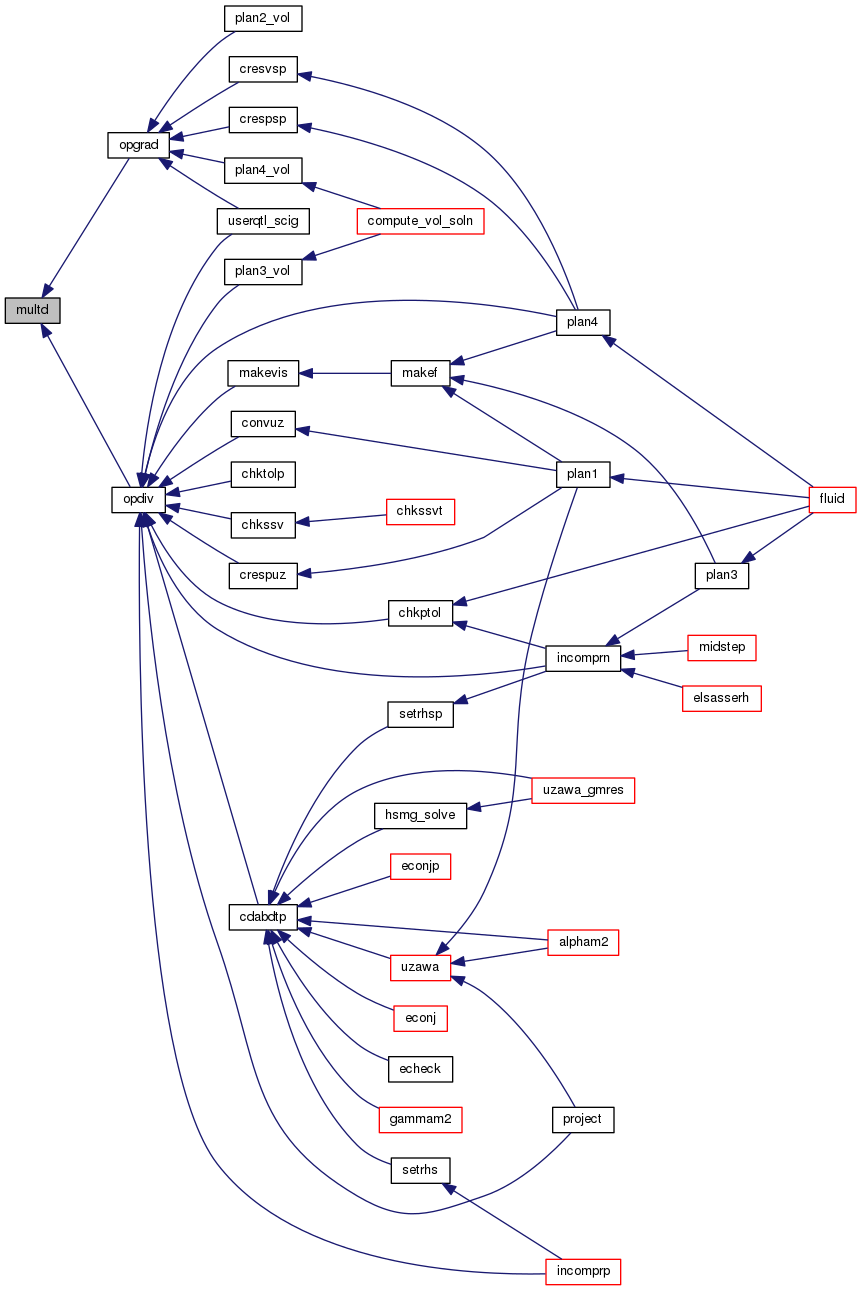 plan2_vol
cresvsp
crespsp
opgrad
plan4_vol
userqtl_scig
compute_vol_soln
plan3_vol
multd
plan4
makevis
makef
convuz
chktolp
plan1
opdiv
fluid
chkssv
chkssvt
crespuz
plan3
chkptol
midstep
incomprn
elsasserh
setrhsp
uzawa_gmres
hsmg_solve
econjp
cdabdtp
alpham2
uzawa
econj
echeck
gammam2
project
setrhs
incomprp